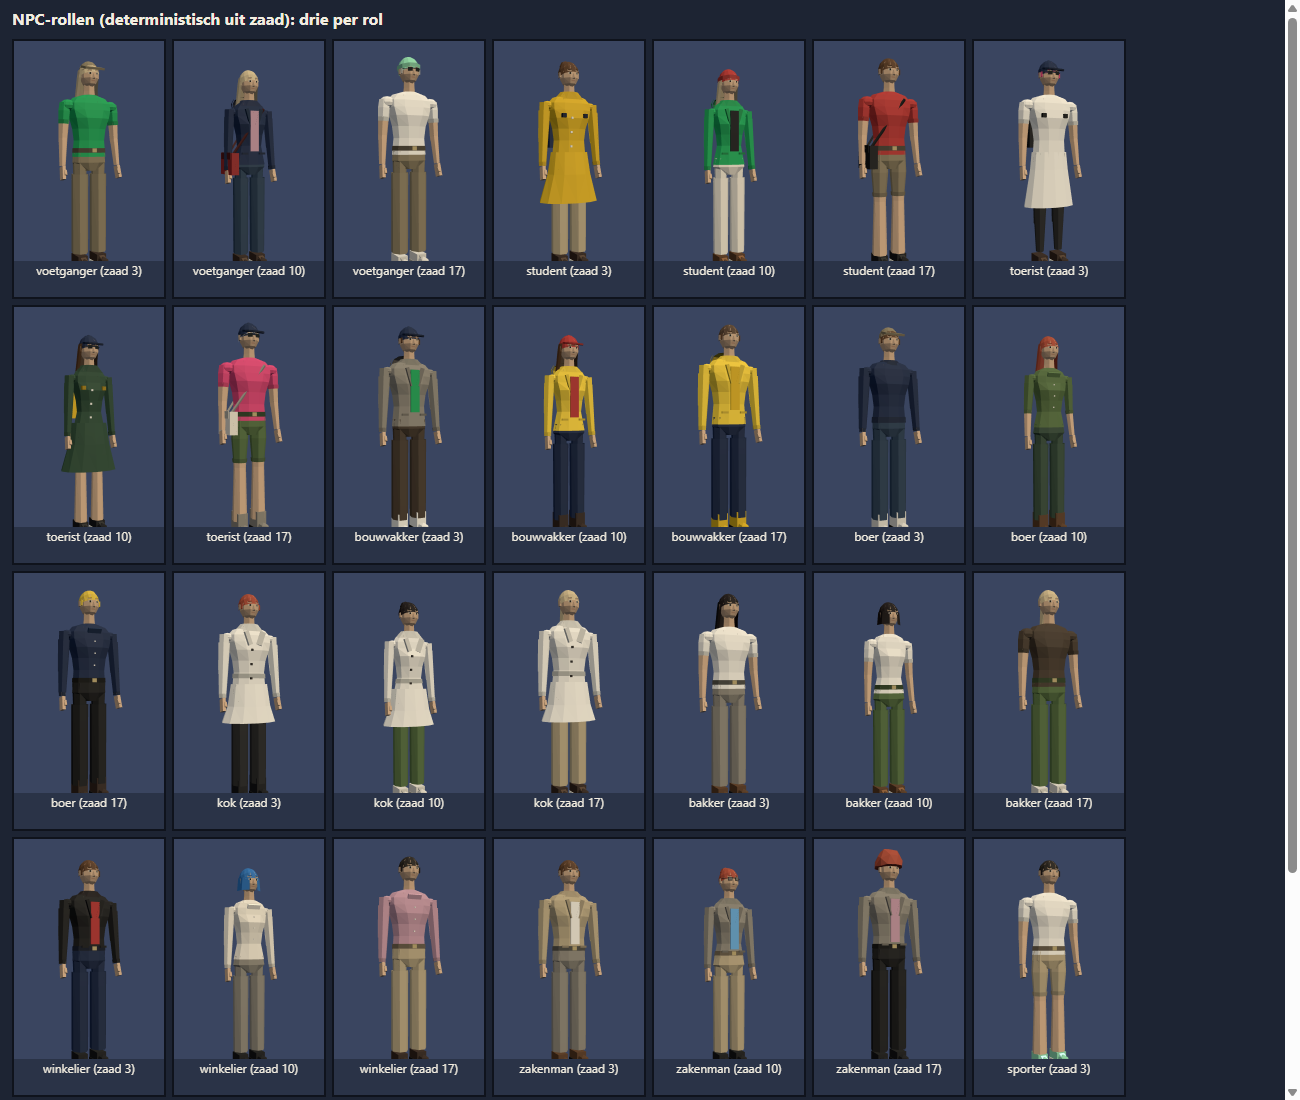 NPC-rollen (deterministisch uit zaad): drie per rol
voetganger (zaad 3)
voetganger (zaad 10)
voetganger (zaad 17)
student (zaad 3)
student (zaad 10)
student (zaad 17)
toerist (zaad 3)
toerist (zaad 10)
toerist (zaad 17)
bouwvakker (zaad 3)
bouwvakker (zaad 10)
bouwvakker (zaad 17)
boer (zaad 3)
boer (zaad 10)
boer (zaad 17)
kok (zaad 3)
kok (zaad 10)
kok (zaad 17)
bakker (zaad 3)
bakker (zaad 10)
bakker (zaad 17)
winkelier (zaad 3)
winkelier (zaad 10)
winkelier (zaad 17)
zakenman (zaad 3)
zakenman (zaad 10)
zakenman (zaad 17)
sporter (zaad 3)